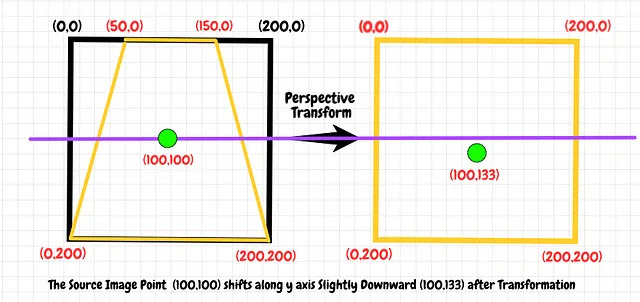 (0.0) (50.0) (150.0) (200.0) (0.0) (200.0)
Perspective
Transform
(100,100)
(100,133)
(0,200) (200,200) (0.200) (200,200)
The Source Image Point (100,100) shifts along y axis Slightly Downward (100,133) after Transformation